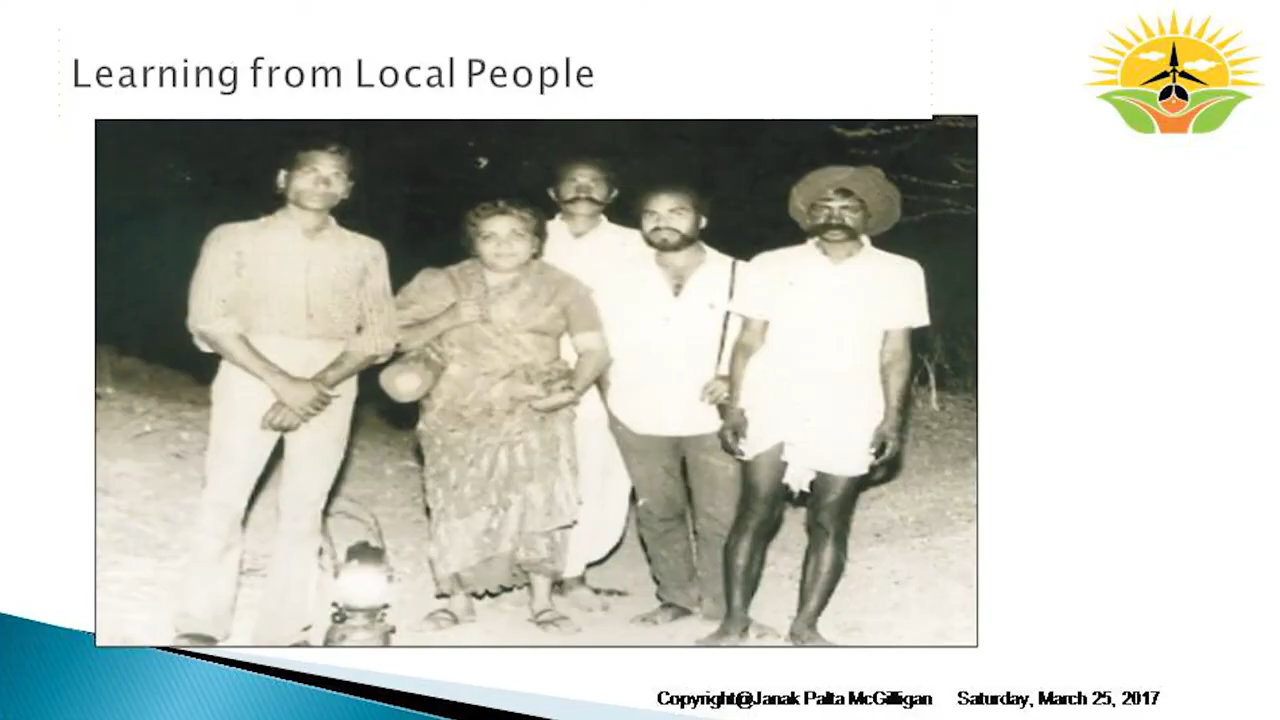 Learning from Local People
Copyright@Janak Palta McGilligan Saturday, March 25, 2017